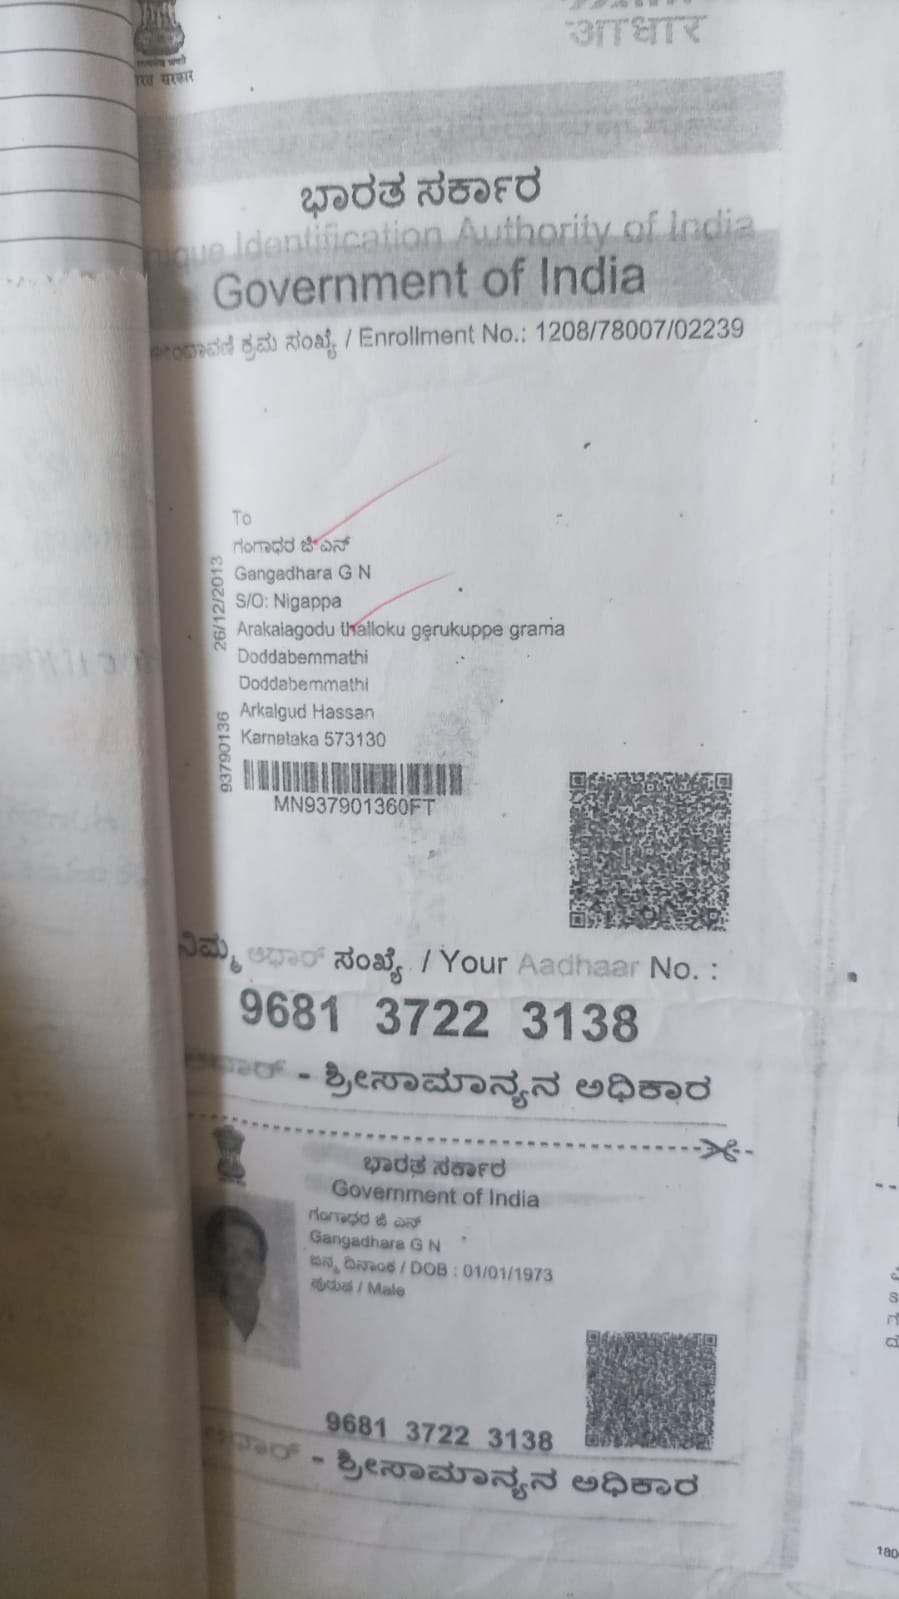 आधार
ಭಾರತ ಸರ್ಕಾರ
Identification Authority of India
Government of India
ಕ್ರಮ ಸಂಖ್ಯೆ / Enrollment No.: 1208/78007/02239
To
ಗಂಗಾಧರ ಜಿ ಎನ್
Gangadhara G N
S/O: Nigappa
Arakalagodu thalloku gerukuppe grama
Doddabemmathi
Doddabemmathi
Arkalgud Hassan
Karnataka 573130
26/12/2013
93790136
MN937901360FT
ನಿಮ್ಮ ಆಧಾರ್ ಸಂಖ್ಯೆ / Your Aadhaar No. :
9681 3722 3138
ಆಧಾರ್ - ಶ್ರೀಸಾಮಾನ್ಯನ ಅಧಿಕಾರ
ಭಾರತ ಸರ್ಕಾರ
Government of India
ಗಂಗಾಧರ ಜಿ ಎನ್
Gangadhara G N
ಜನ್ಮ ದಿನಾಂಕ / DOB : 01/01/1973
ಪುರುಷ / Male
9681 3722 3138
ಆಧಾರ್ - ಶ್ರೀಸಾಮಾನ್ಯನ ಅಧಿಕಾರ
180